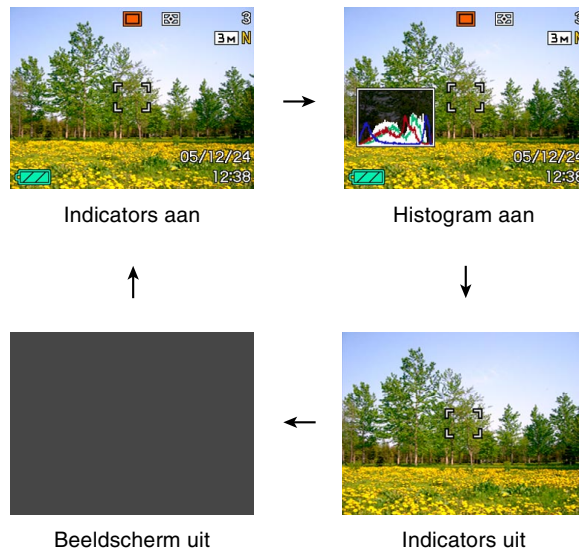 3
3M N
05/12/24
12:38
Indicators aan
3
3M N
05/12/24
12:38
Histogram aan
Beeldscherm uit
Indicators uit